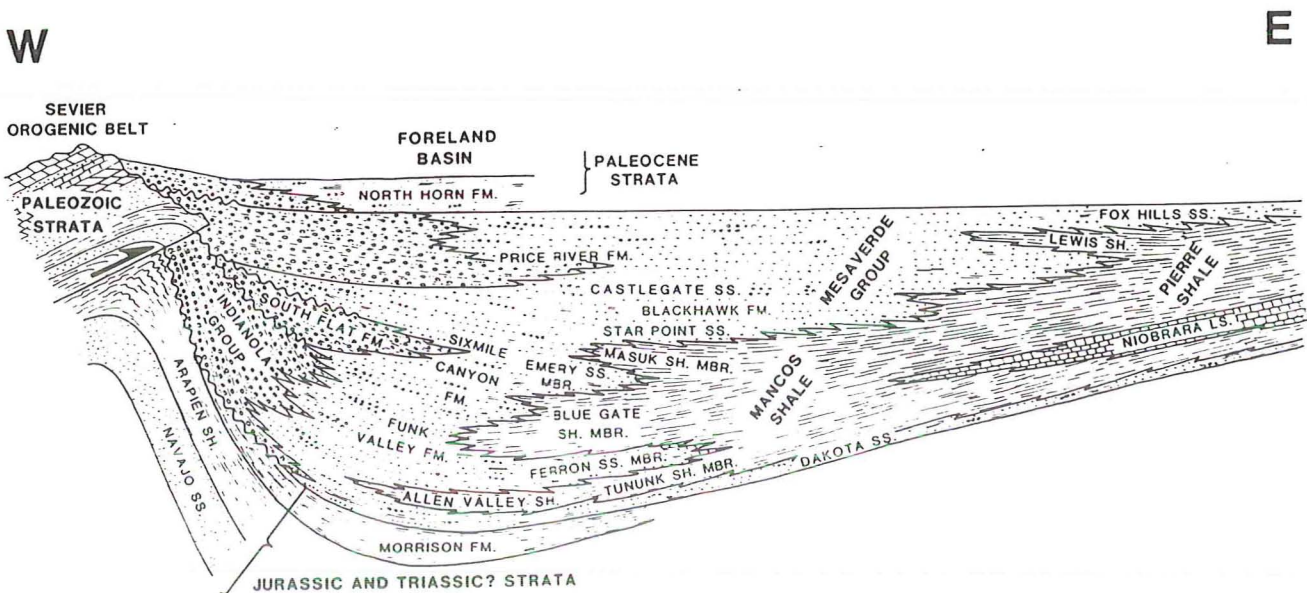 W
E
SEVIER
OROGENIC BELT
FORELAND
BASIN
PALEOCENE
STRATA
NORTH HORN FM.
PALEOZOIC
STRATA
FOX HILLS SS.
LEWIS SH.
PRICE RIVER FM.
MESAVERDE
GROUP
PIERRE
SHALE
CASTLEGATE SS.
BLACKHAWK FM.
STAR POINT SS.
INDIANOLA
GROUP
SOUTH FLAT
FM.
SIXMILE
CANYON
FM.
EMERY SS.
MBR.
MASUK SH. MBR.
NIOBRARA LS.
MANCOS
SHALE
ARAPIEN SH.
NAVAJO SS.
FUNK
VALLEY FM.
BLUE GATE
SH. MBR.
FERRON SS. MBR.
DAKOTA SS.
TUNUNK SH. MBR.
ALLEN VALLEY SH.
MORRISON FM.
JURASSIC AND TRIASSIC? STRATA